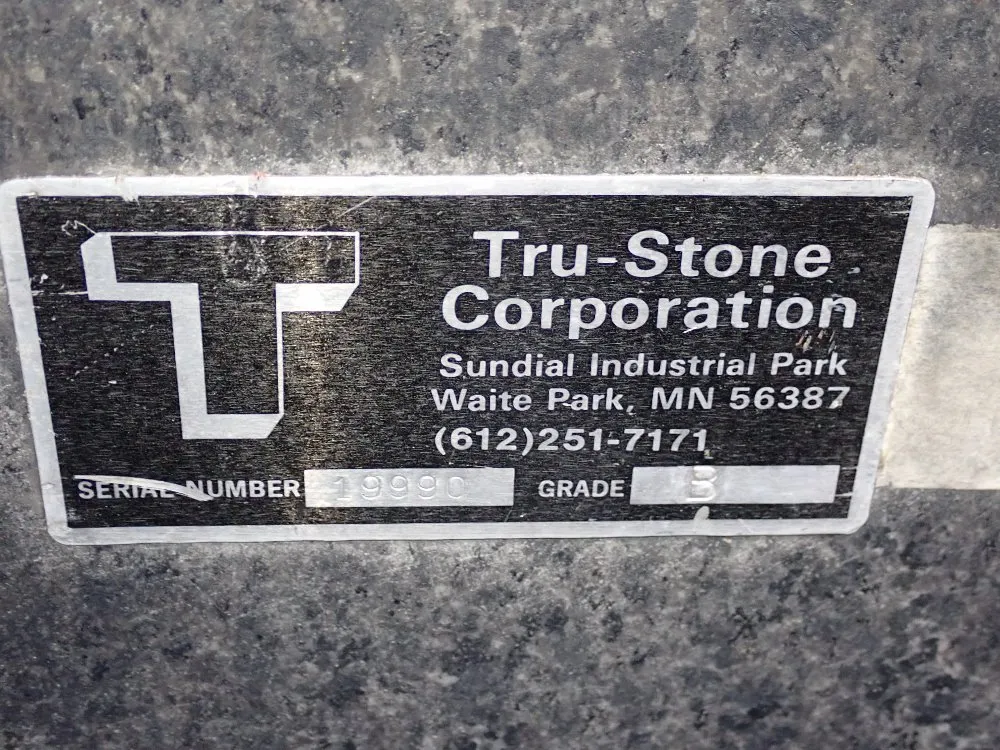 T
Tru-Stone
Corporation
Sundial Industrial Park
Waite Park, MN 56387
(612)251-7171
SERIAL NUMBER 19990 GRADE B